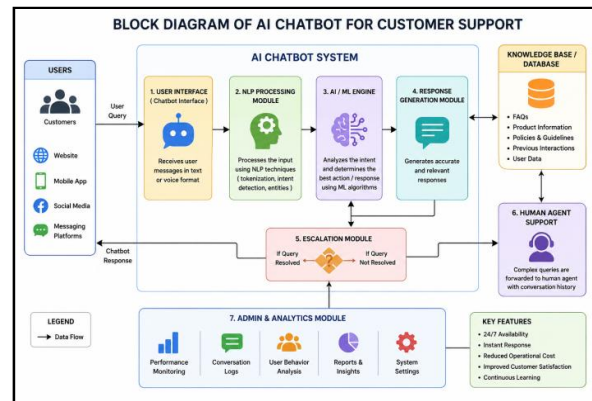 BLOCK DIAGRAM OF AI CHATBOT FOR CUSTOMER SUPPORT
USERS
Customers
Website
Mobile App
Social Media
Messaging
Platforms
User
Query
Chatbot
Response
AI CHATBOT SYSTEM
1. USER INTERFACE
( Chatbot Interface )
Receives user
messages in text
or voice format
2. NLP PROCESSING
MODULE
Processes the input
using NLP techniques
( tokenization, intent
detection, entities )
3. AI / ML ENGINE
Analyzes the intent
and determines the
best action / response
using ML algorithms
4. RESPONSE
GENERATION MODULE
Generates accurate
and relevant
responses
KNOWLEDGE BASE /
DATABASE
• FAQs
• Product Information
• Policies & Guidelines
• Previous Interactions
• User Data
5. ESCALATION MODULE
If Query
Resolved
?
If Query
Not Resolved
6. HUMAN AGENT
SUPPORT
Complex queries are
forwarded to human agent
with conversation history
7. ADMIN & ANALYTICS MODULE
Performance
Monitoring
Conversation
Logs
User Behavior
Analysis
Reports &
Insights
System
Settings
LEGEND
Data Flow
KEY FEATURES
• 24/7 Availability
• Instant Response
• Reduced Operational Cost
• Improved Customer Satisfaction
• Continuous Learning